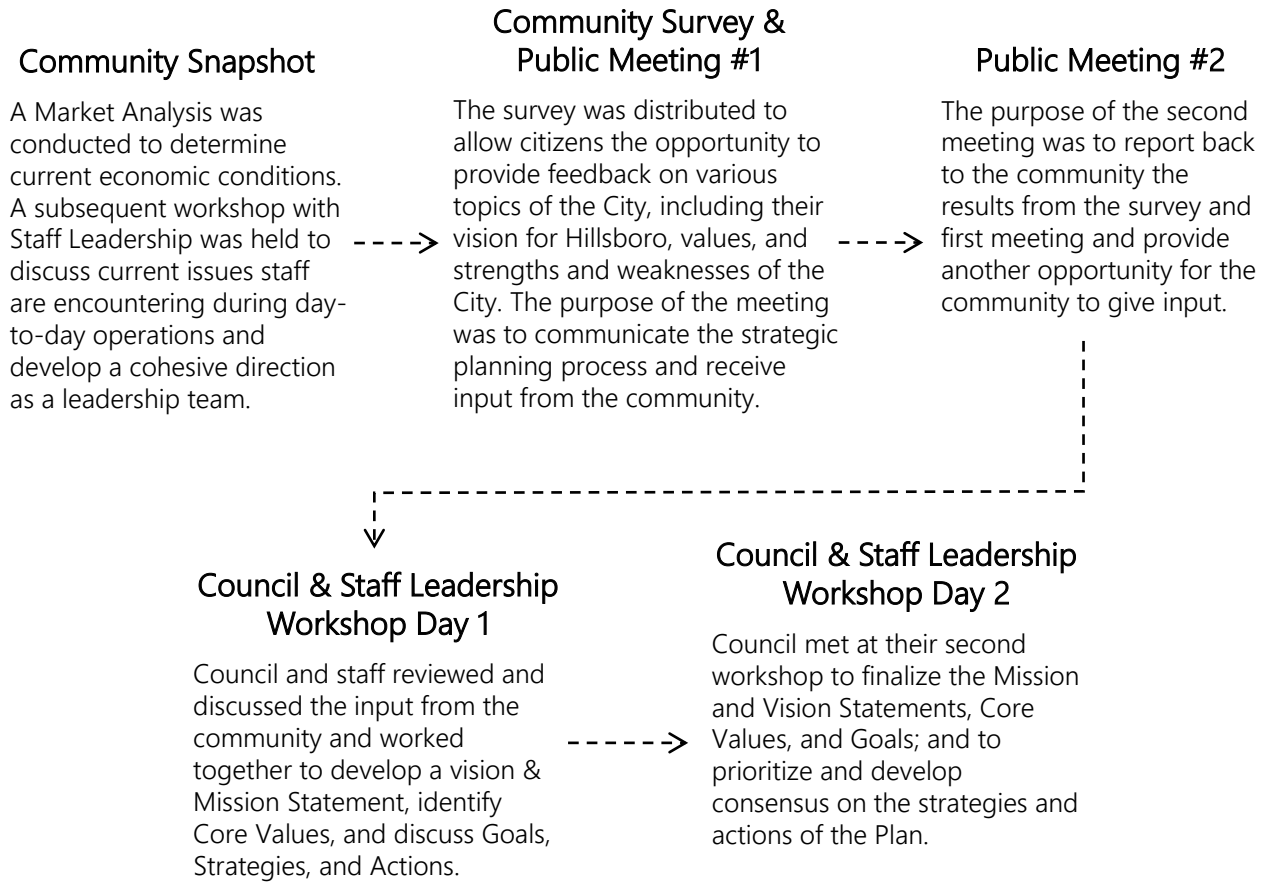 Community Snapshot
A Market Analysis was
conducted to determine
current economic conditions.
A subsequent workshop with
Staff Leadership was held to
discuss current issues staff
are encountering during day-
to-day operations and
develop a cohesive direction
as a leadership team.
Community Survey &
Public Meeting #1
The survey was distributed to
allow citizens the opportunity to
provide feedback on various
topics of the City, including their
vision for Hillsboro, values, and
strengths and weaknesses of the
City. The purpose of the meeting
was to communicate the strategic
planning process and receive
input from the community.
Public Meeting #2
The purpose of the second
meeting was to report back
to the community the
results from the survey and
first meeting and provide
another opportunity for the
community to give input.
Council & Staff Leadership
Workshop Day 1
Council and staff reviewed and
discussed the input from the
community and worked
together to develop a vision &
Mission Statement, identify
Core Values, and discuss Goals,
Strategies, and Actions.
Council & Staff Leadership
Workshop Day 2
Council met at their second
workshop to finalize the Mission
and Vision Statements, Core
Values, and Goals; and to
prioritize and develop
consensus on the strategies and
actions of the Plan.